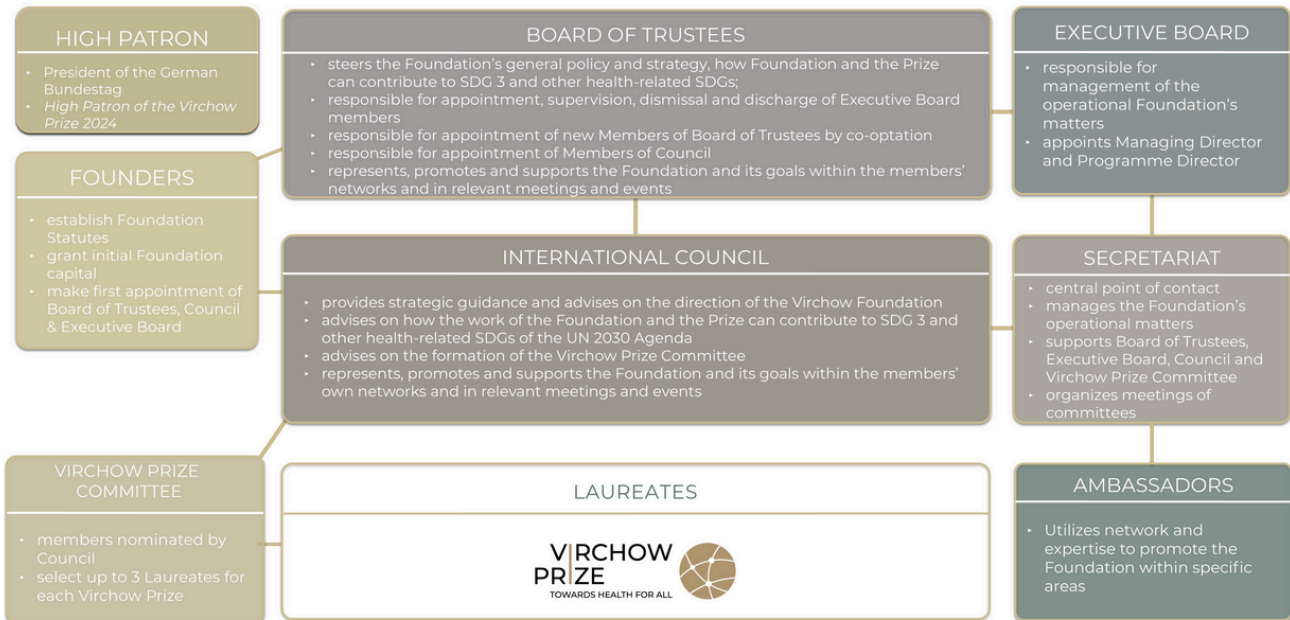 HIGH PATRON
‣ President of the German
Bundestag
‣ High Patron of the Virchow
Prize 2024
BOARD OF TRUSTEES
‣ steers the Foundation's general policy and strategy, how Foundation and the Prize
can contribute to SDG 3 and other health-related SDGs;
‣ responsible for appointment, supervision, dismissal and discharge of Executive Board
members
‣ responsible for appointment of new Members of Board of Trustees by co-optation
‣ responsible for appointment of Members of Council
‣ represents, promotes and supports the Foundation and its goals within the members'
networks and in relevant meetings and events
EXECUTIVE BOARD
‣ responsible for
management of the
operational Foundation's
matters
‣ appoints Managing Director
and Programme Director
FOUNDERS
‣ establish Foundation
Statutes
‣ grant initial Foundation
capital
‣ make first appointment of
Board of Trustees, Council
& Executive Board
INTERNATIONAL COUNCIL
‣ provides strategic guidance and advises on the direction of the Virchow Foundation
‣ advises on how the work of the Foundation and the Prize can contribute to SDG 3 and
other health-related SDGs of the UN 2030 Agenda
‣ advises on the formation of the Virchow Prize Committee
‣ represents, promotes and supports the Foundation and its goals within the members'
own networks and in relevant meetings and events
SECRETARIAT
‣ central point of contact
‣ manages the Foundation's
operational matters
‣ supports Board of Trustees,
Executive Board, Council and
Virchow Prize Committee
‣ organizes meetings of
committees
VIRCHOW PRIZE
COMMITTEE
‣ members nominated by
Council
‣ select up to 3 Laureates for
each Virchow Prize
LAUREATES
VIRCHOW
PRIZE
TOWARDS HEALTH FOR ALL
AMBASSADORS
‣ Utilizes network and
expertise to promote the
Foundation within specific
areas